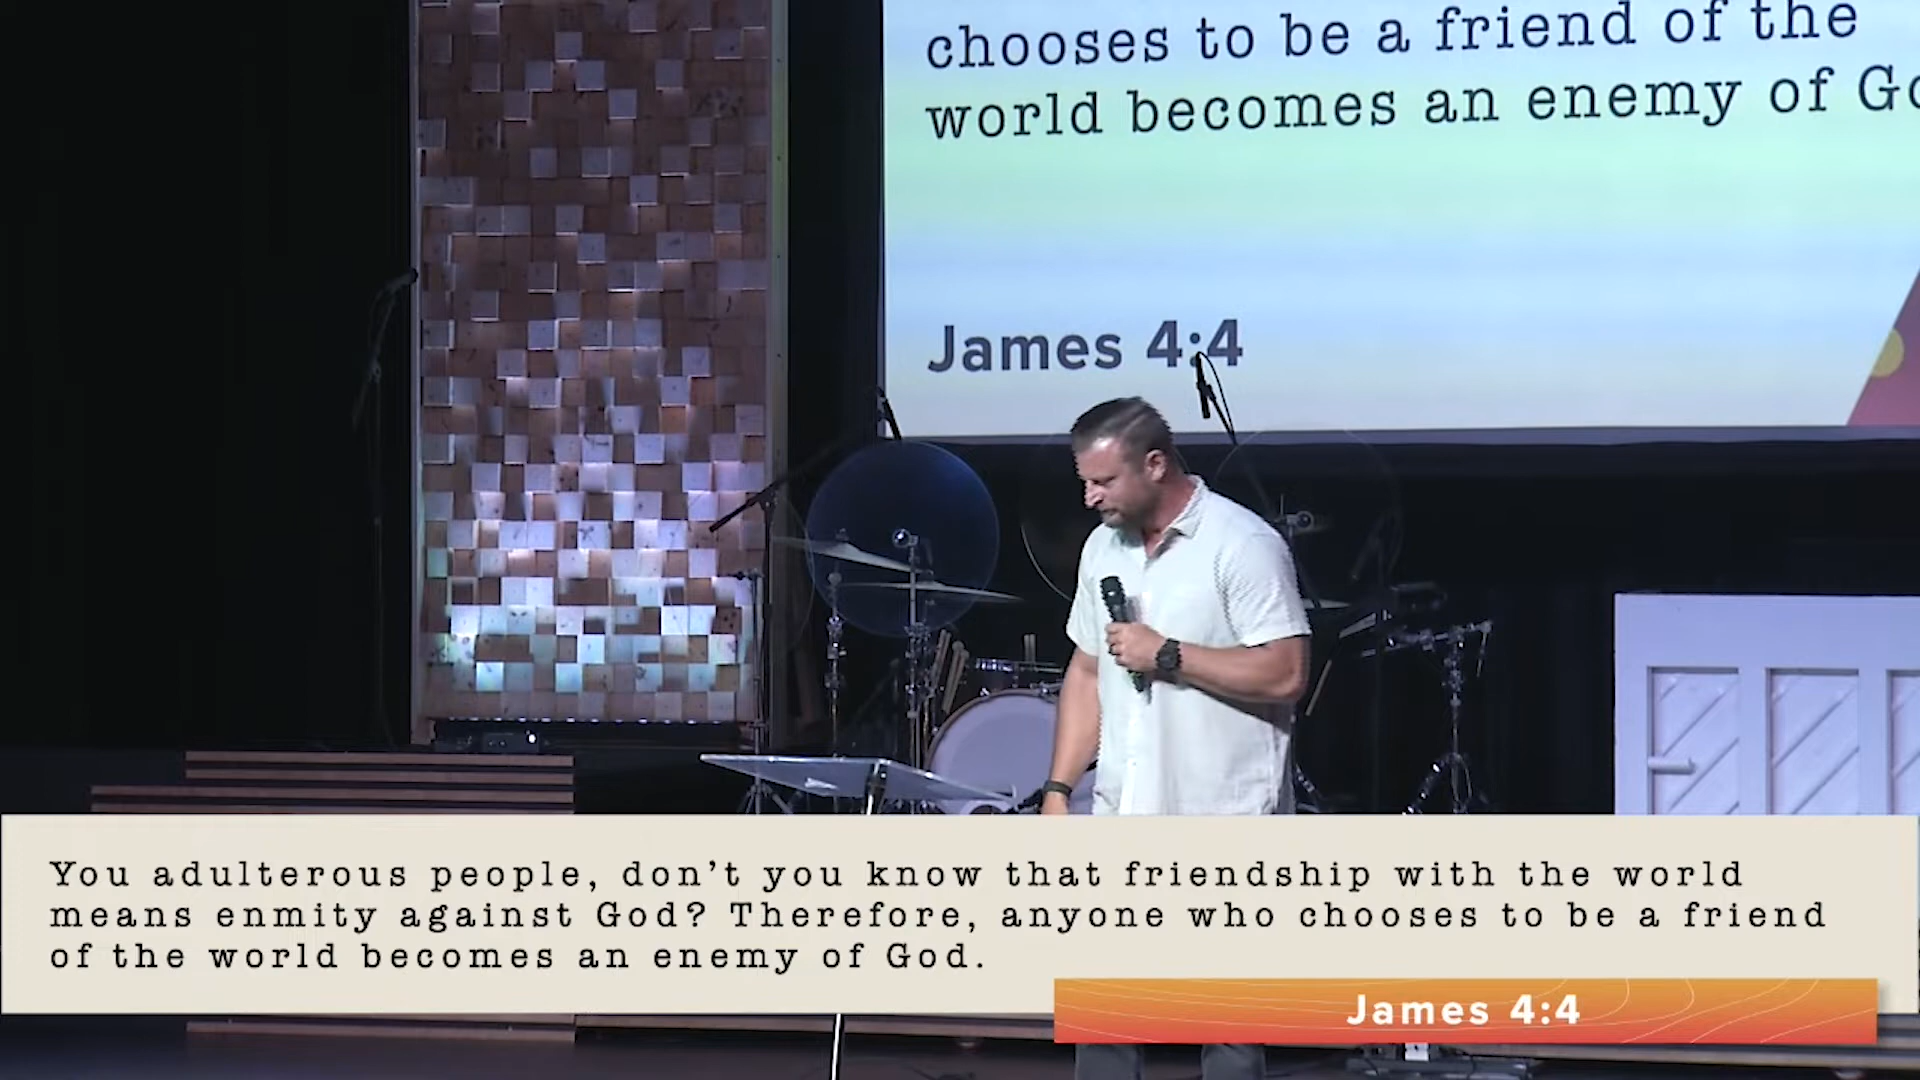 chooses to be a friend of the
world becomes an enemy of
James 4:4
You adulterous people, don’t you know that friendship with the world
means enmity against God? Therefore, anyone who chooses to be a friend
of the world becomes an enemy of God.
James 4:4